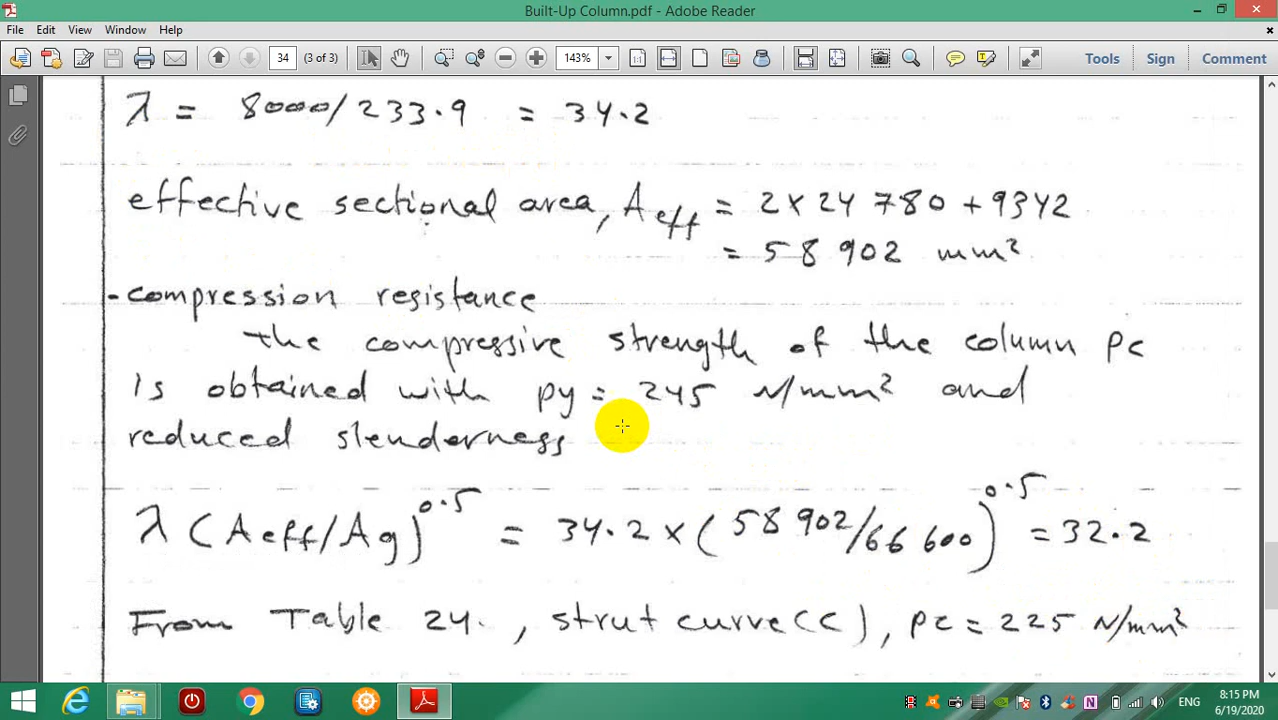 Built-Up Column.pdf - Adobe Reader
File Edit View Window Help
34 (3 of 3) 143% Tools Sign Comment
λ = 8000/233.9 = 34.2
effective sectional area, Aeff = 2x24 780 + 9342
= 58 902 mm²
- compression resistance
the compressive strength of the column pc
is obtained with py = 245 N/mm² and
reduced slenderness
λ (Aeff/Ag)^0.5 = 34.2 x (58 902/66 600)^0.5 = 32.2
From Table 24. , strut curve (c), pc = 225 N/mm²
ENG
8:15 PM
6/19/2020